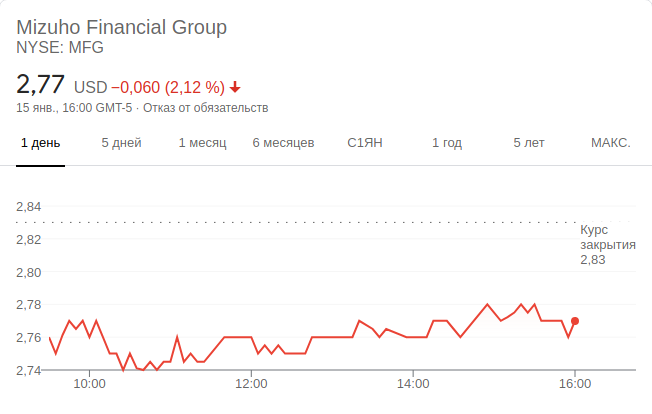 Mizuho Financial Group
NYSE: MFG
2,77 USD −0,060 (2,12 %)
15 янв., 16:00 GMT-5 · Отказ от обязательств
1 день 5 дней 1 месяц 6 месяцев С1ЯН 1 год 5 лет МАКС.
2,84
Курс
2,82 закрытия
2,83
2,80
2,78
2,76
2,74
10:00 12:00 14:00 16:00